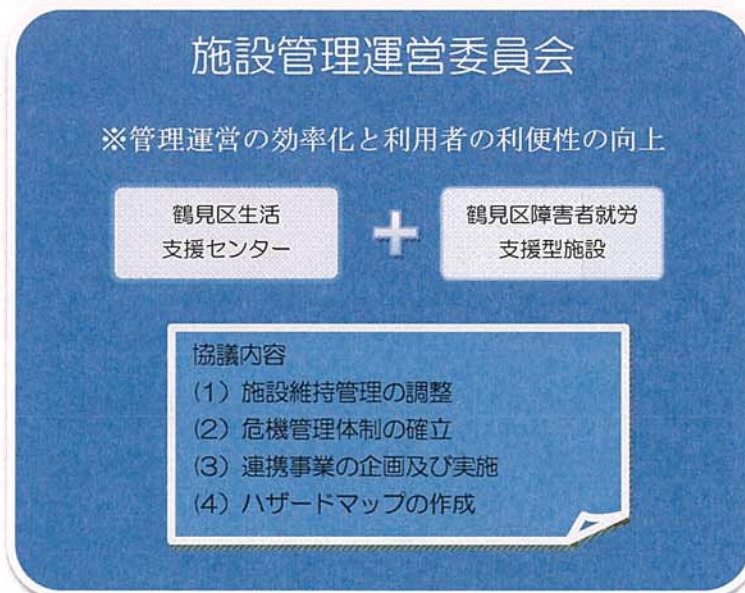 施設管理運営委員会
※管理運営の効率化と利用者の利便性の向上
鶴見区生活
支援センター
鶴見区障害者就労
支援型施設
協議内容
(1) 施設維持管理の調整
(2) 危機管理体制の確立
(3) 連携事業の企画及び実施
(4) ハザードマップの作成